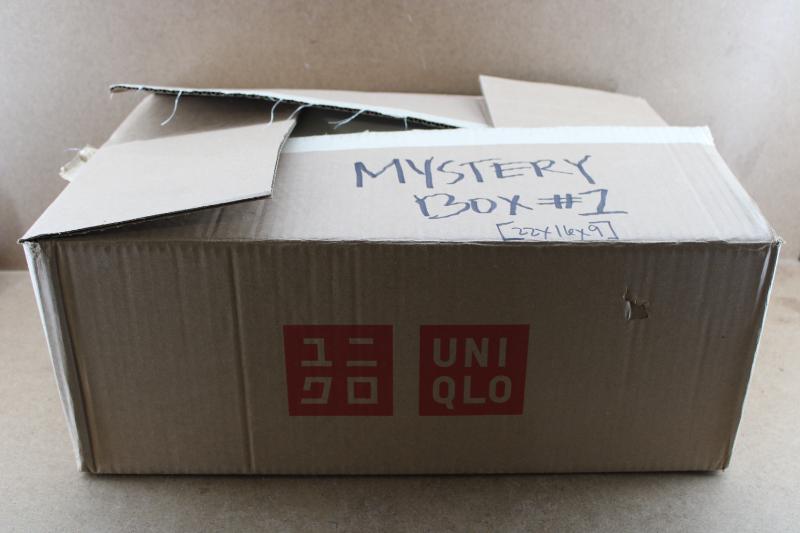 MYSTERY
BOX #1
[22X16X9]
ユニ
クロ
UNI
QLO